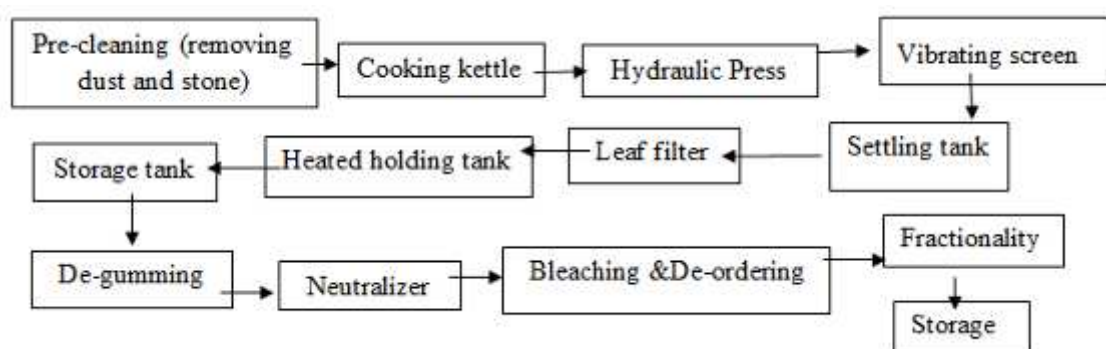 Pre-cleaning (removing
dust and stone)
Cooking kettle
Hydraulic Press
Vibrating screen
Settling tank
Leaf filter
Heated holding tank
Storage tank
De-gumming
Neutralizer
Bleaching &De-ordering
Fractionality
Storage